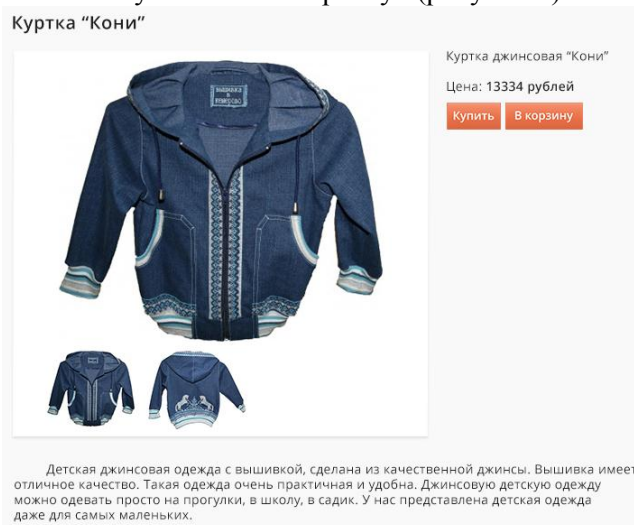 Куртка “Кони”
Куртка джинсовая “Кони”
Цена: 13334 рублей
Купить
В корзину
Детская джинсовая одежда с вышивкой, сделана из качественной джинсы. Вышивка имеет
отличное качество. Такая одежда очень практичная и удобна. Джинсовую детскую одежду
можно одевать просто на прогулки, в школу, в садик. У нас представлена детская одежда
даже для самых маленьких.